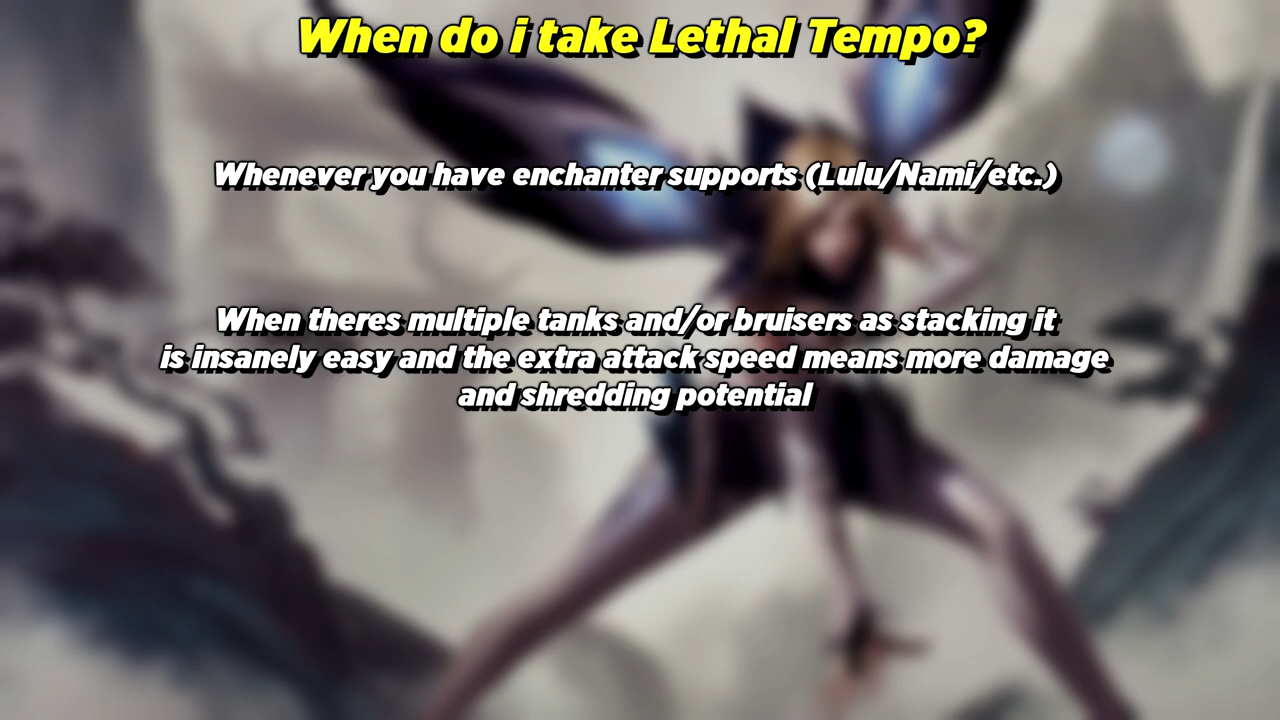 When do i take Lethal Tempo?
Whenever you have enchanter supports (Lulu/Nami/etc.)
When theres multiple tanks and/or bruisers as stacking it
is insanely easy and the extra attack speed means more damage
and shredding potential